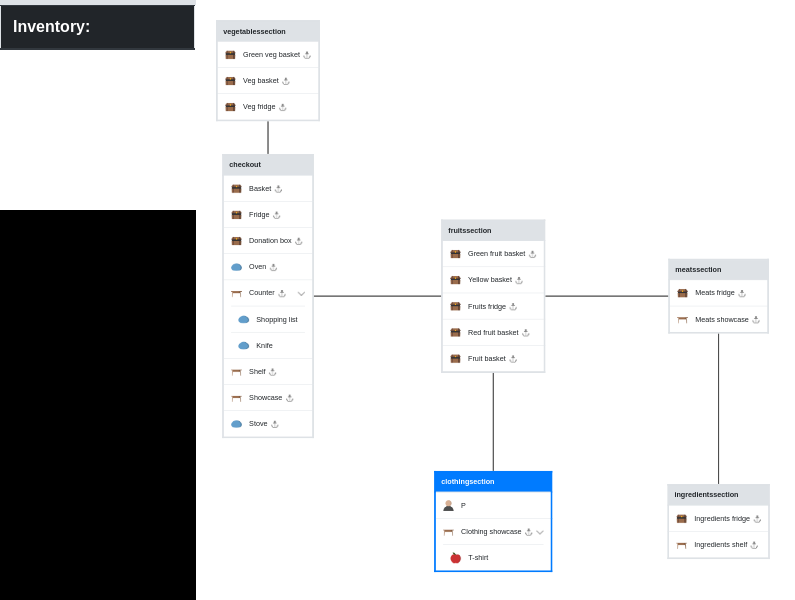 Inventory:
vegetablessection
Green veg basket
Veg basket
Veg fridge
checkout
Basket
Fridge
Donation box
Oven
Counter
Shopping list
Knife
Shelf
Showcase
Stove
fruitssection
Green fruit basket
Yellow basket
Fruits fridge
Red fruit basket
Fruit basket
meatssection
Meats fridge
Meats showcase
clothingsection
P
Clothing showcase
T-shirt
ingredientssection
Ingredients fridge
Ingredients shelf